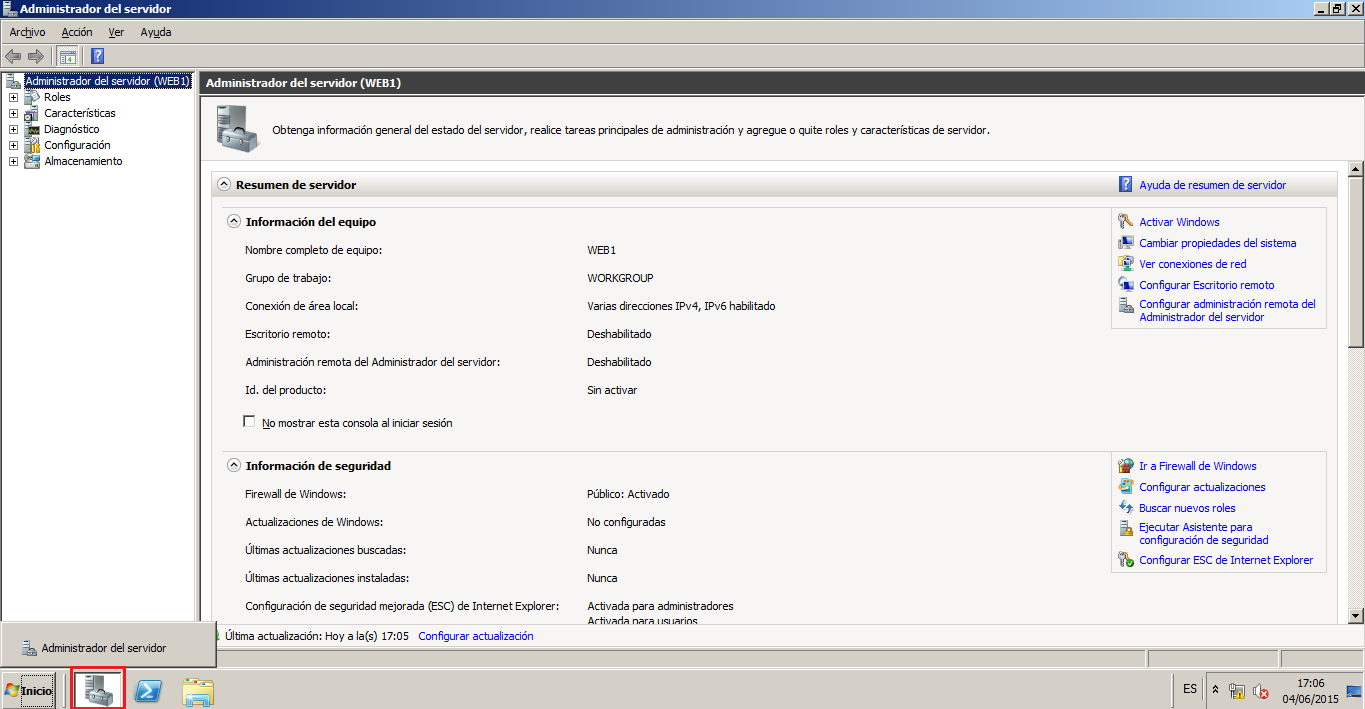 Administrador del servidor
Archivo Acción Ver Ayuda
Administrador del servidor (WEB1)
Roles
Características
Diagnóstico
Configuración
Almacenamiento
Administrador del servidor (WEB1)
Obtenga información general del estado del servidor, realice tareas principales de administración y agregue o quite roles y características de servidor.
Resumen de servidor
Ayuda de resumen de servidor
Información del equipo
Nombre completo de equipo: WEB1
Grupo de trabajo: WORKGROUP
Conexión de área local: Varias direcciones IPv4, IPv6 habilitado
Escritorio remoto: Deshabilitado
Administración remota del Administrador del servidor: Deshabilitado
Id. del producto: Sin activar
No mostrar esta consola al iniciar sesión
Activar Windows
Cambiar propiedades del sistema
Ver conexiones de red
Configurar Escritorio remoto
Configurar administración remota del
Administrador del servidor
Información de seguridad
Firewall de Windows: Público: Activado
Actualizaciones de Windows: No configuradas
Últimas actualizaciones buscadas: Nunca
Últimas actualizaciones instaladas: Nunca
Configuración de seguridad mejorada (ESC) de Internet Explorer: Activada para administradores
Activada para usuarios
Ir a Firewall de Windows
Configurar actualizaciones
Buscar nuevos roles
Ejecutar Asistente para
configuración de seguridad
Configurar ESC de Internet Explorer
Última actualización: Hoy a la(s) 17:05 Configurar actualización
Administrador del servidor
Inicio
ES
17:06
04/06/2015